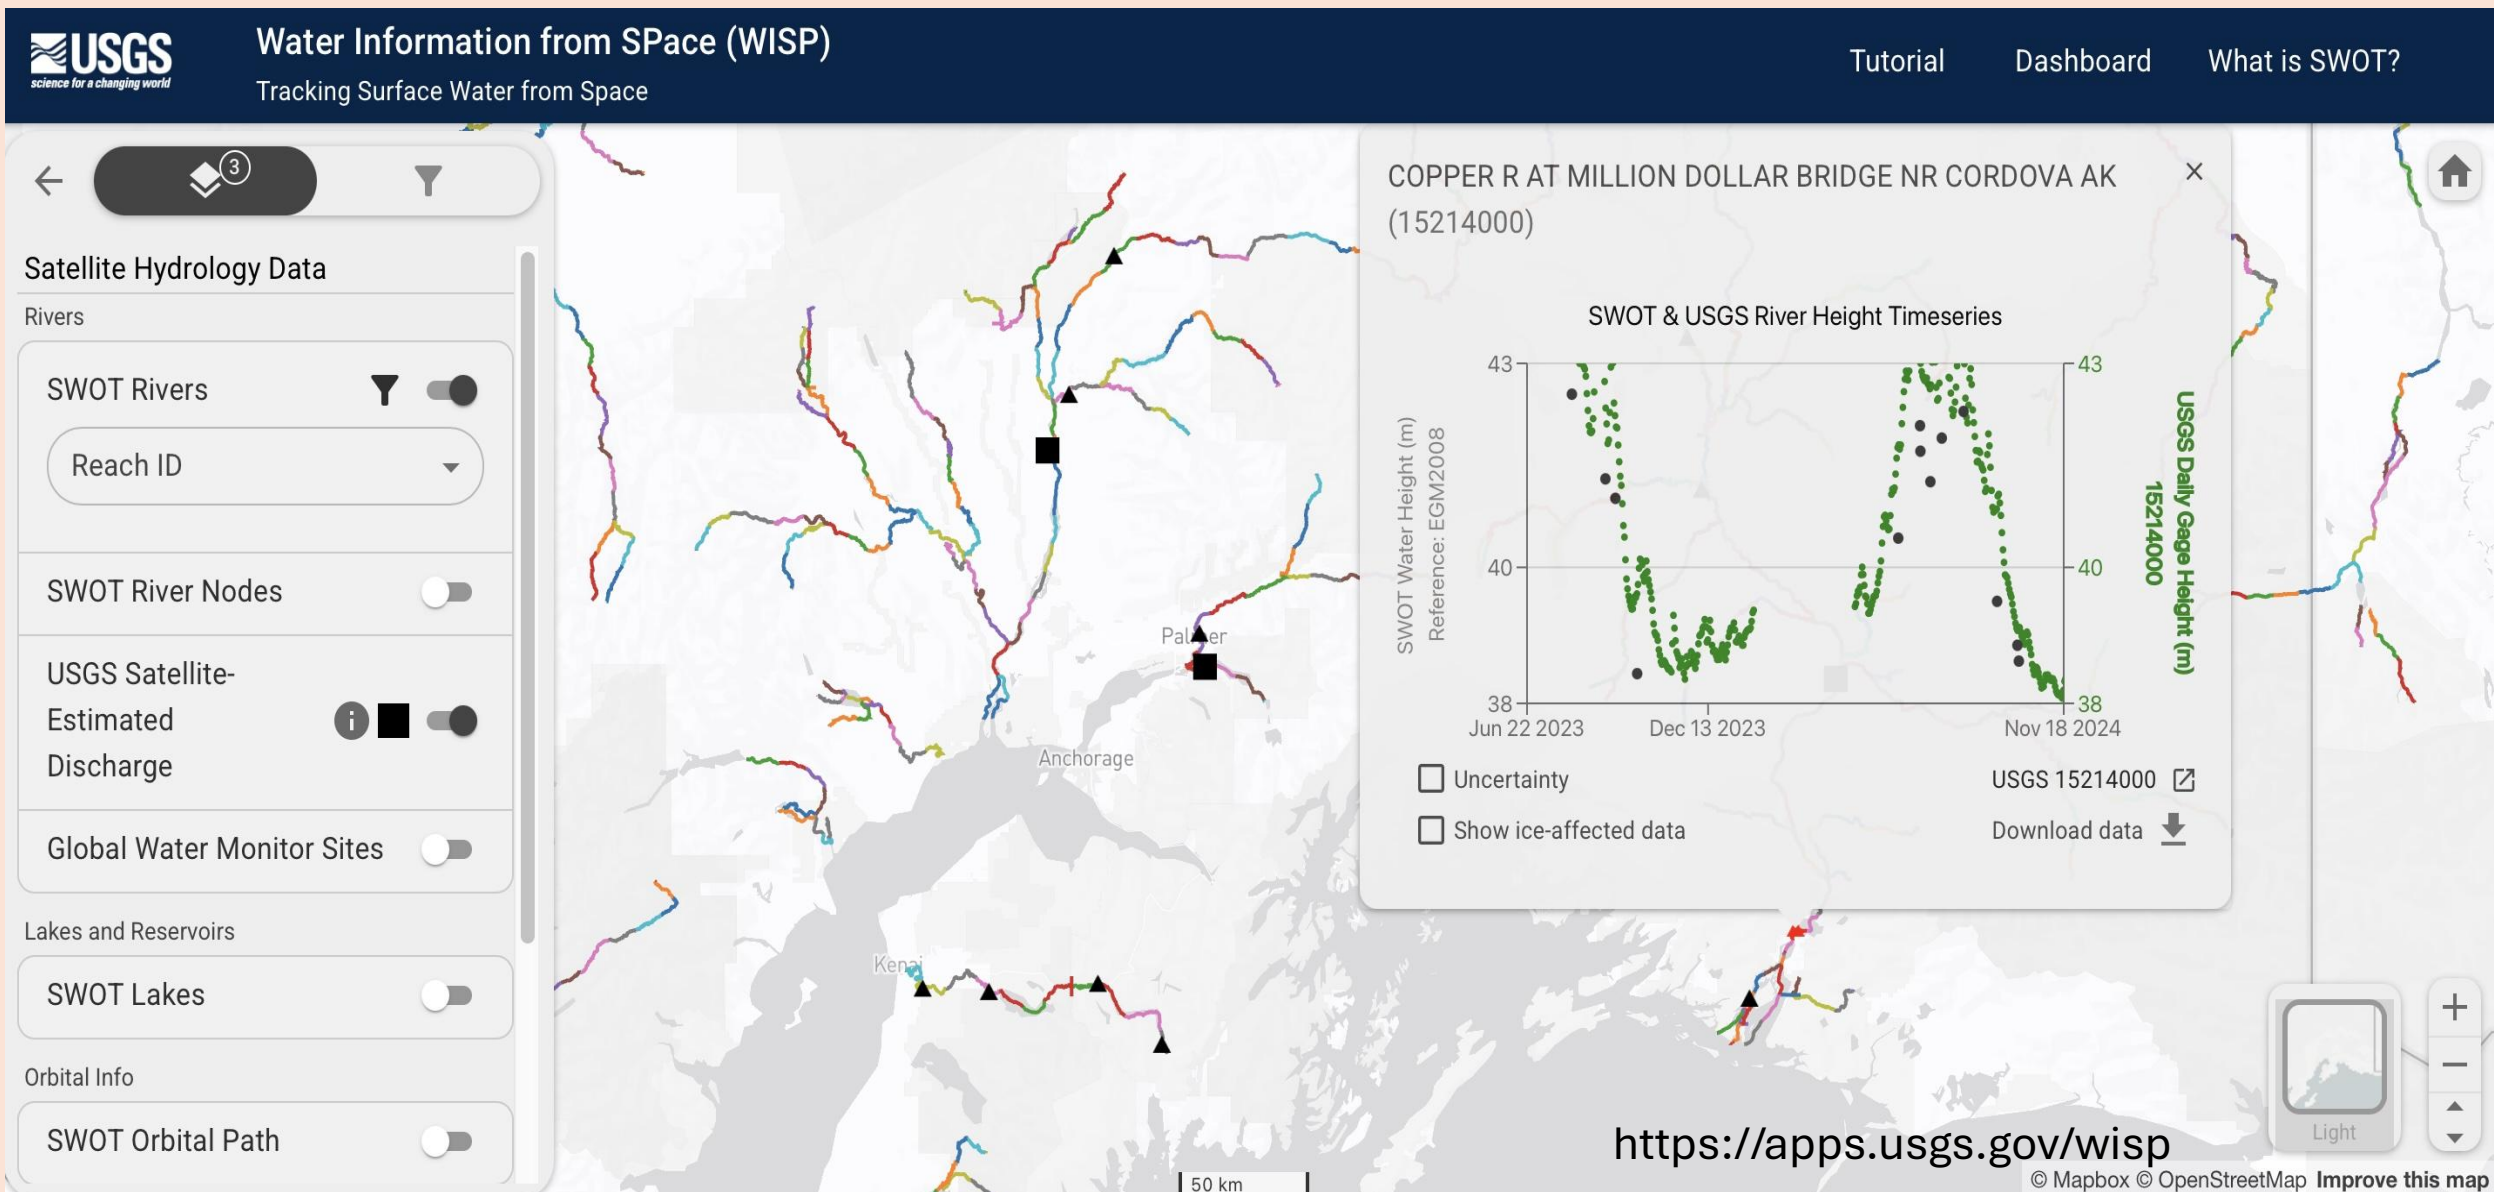 USGS
science for a changing world
Water Information from SPace (WISP)
Tracking Surface Water from Space
Tutorial
Dashboard
What is SWOT?
3
Satellite Hydrology Data
Rivers
SWOT Rivers
Reach ID
SWOT River Nodes
USGS Satellite-
Estimated
Discharge
Global Water Monitor Sites
Lakes and Reservoirs
SWOT Lakes
Orbital Info
SWOT Orbital Path
Palmer
Anchorage
Kenai
50 km
COPPER R AT MILLION DOLLAR BRIDGE NR CORDOVA AK
(15214000)
SWOT & USGS River Height Timeseries
SWOT Water Height (m)
Reference: EGM2008
43
40
38
43
40
38
USGS Daily Gage Height (m)
15214000
Jun 22 2023
Dec 13 2023
Nov 18 2024
Uncertainty
USGS 15214000
Show ice-affected data
Download data
Light
https://apps.usgs.gov/wisp
© Mapbox © OpenStreetMap Improve this map